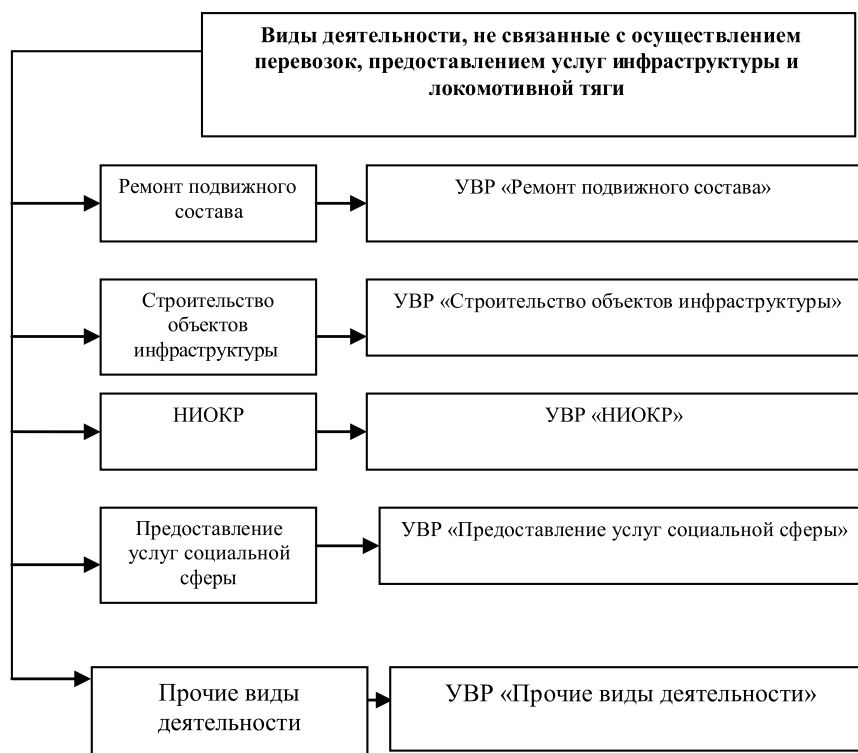 Виды деятельности, не связанные с осуществлением
перевозок, предоставлением услуг инфраструктуры и
локомотивной тяги
Ремонт подвижного
состава
УВР «Ремонт подвижного состава»
Строительство
объектов
инфраструктуры
УВР «Строительство объектов инфраструктуры»
НИОКР
УВР «НИОКР»
Предоставление
услуг социальной
сферы
УВР «Предоставление услуг социальной сферы»
Прочие виды
деятельности
УВР «Прочие виды деятельности»